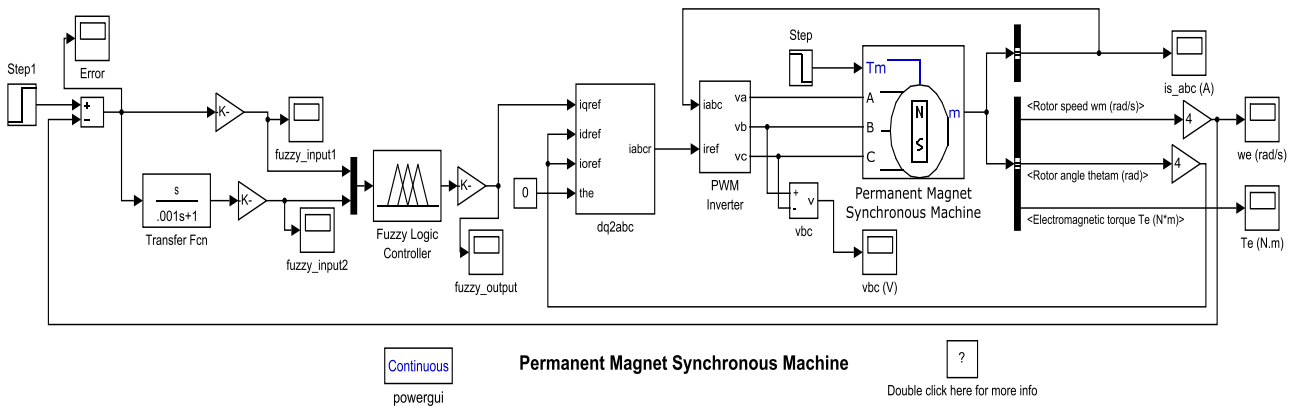 Step1
Error
+
−
K-
fuzzy_input1
s
.001s+1
Transfer Fcn
K-
fuzzy_input2
Fuzzy Logic
Controller
K-
fuzzy_output
0
iqref
idref
ioref
the
iabcr
dq2abc
iabc
iref
va
vb
vc
PWM
Inverter
Step
Tm
A
B
C
N
S
m
Permanent Magnet
Synchronous Machine
+
-
v
vbc
vbc (V)
is_abc (A)
<Rotor speed wm (rad/s)>
4
we (rad/s)
4
<Rotor angle thetam (rad)>
<Electromagnetic torque Te (N*m)>
Te (N.m)
Continuous
powergui
Permanent Magnet Synchronous Machine
?
Double click here for more info